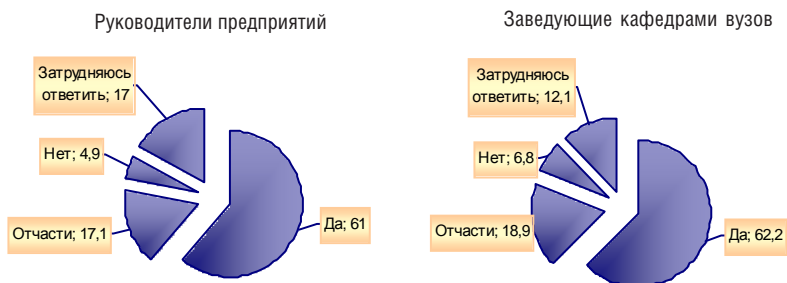 Руководители предприятий
Затрудняюсь
ответить; 17
Нет; 4,9
Отчасти; 17,1
Да; 61
Заведующие кафедрами вузов
Затрудняюсь
ответить; 12,1
Нет; 6,8
Отчасти; 18,9
Да; 62,2